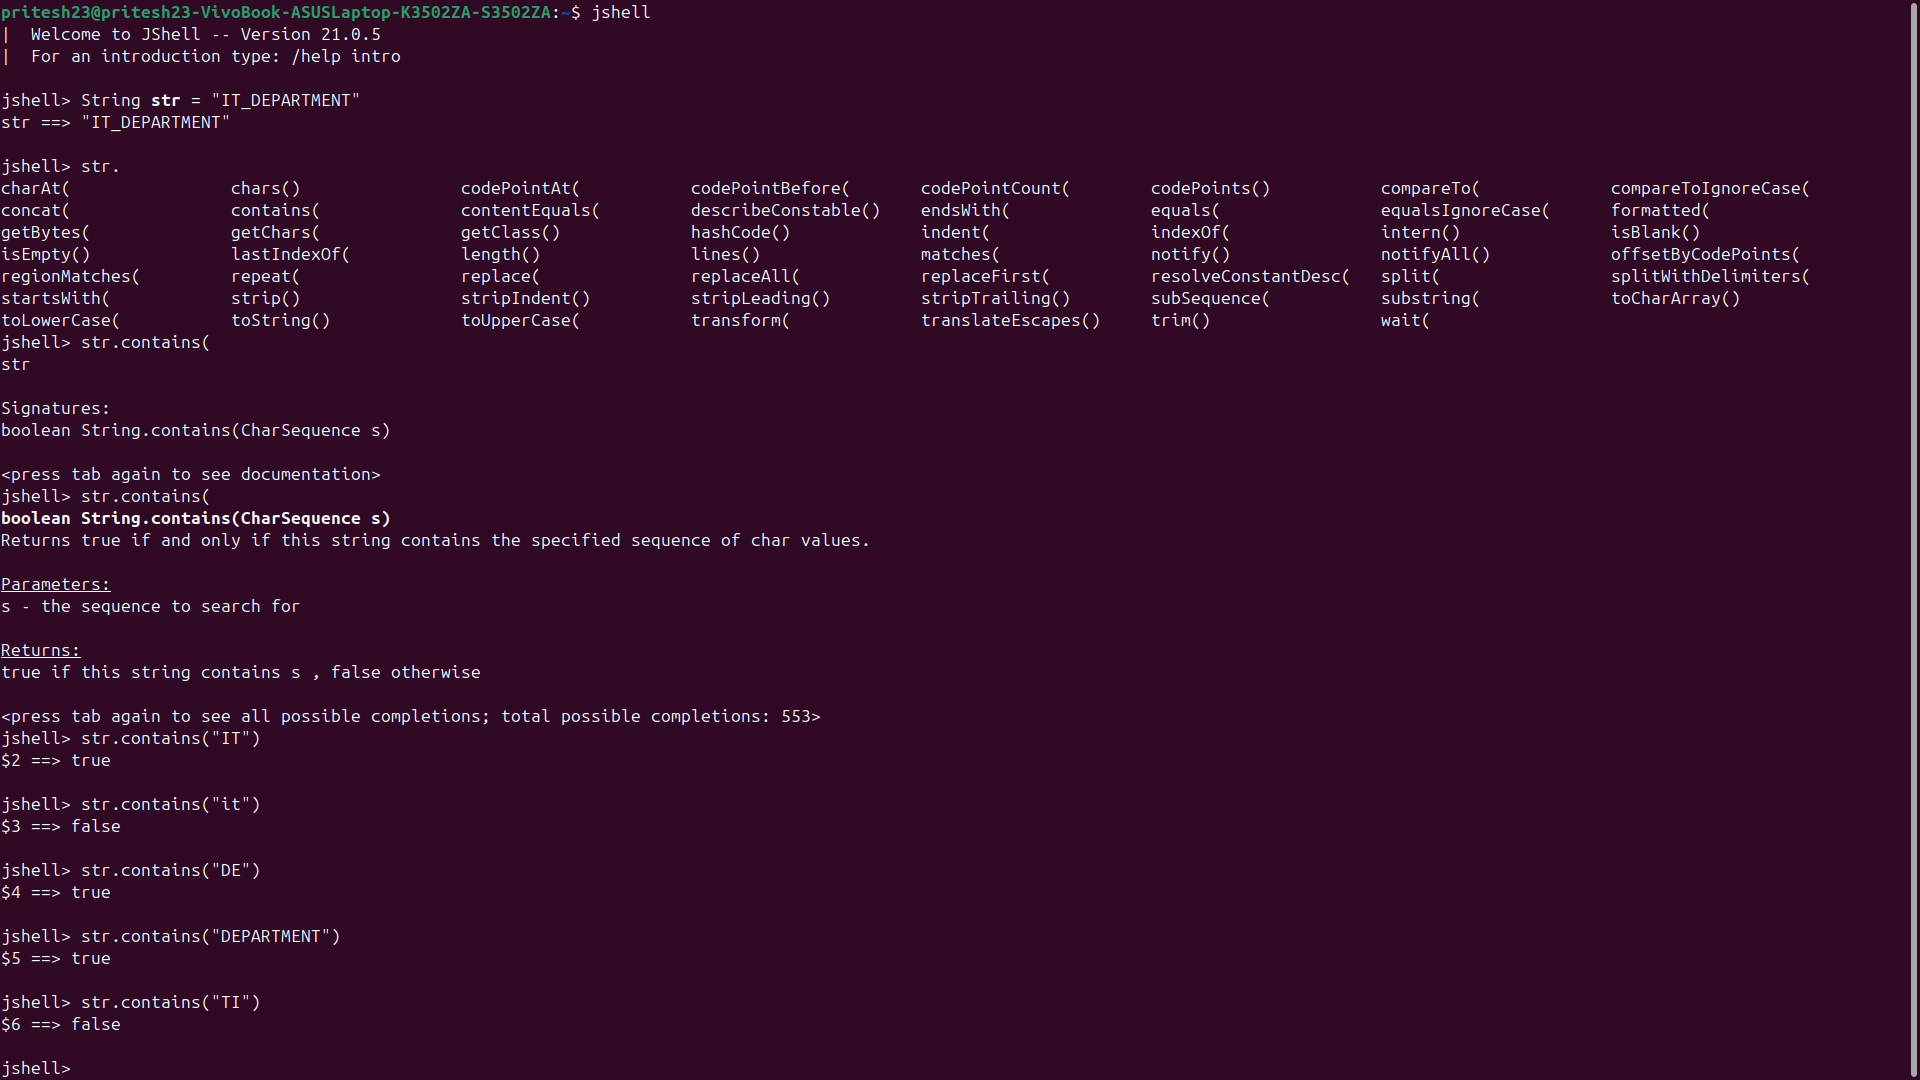 pritesh23@pritesh23-VivoBook-ASUSLaptop-K3502ZA-S3502ZA:~$ jshell
|  Welcome to JShell -- Version 21.0.5
|  For an introduction type: /help intro
jshell> String str = "IT_DEPARTMENT"
str ==> "IT_DEPARTMENT"
jshell> str.
charAt( chars() codePointAt( codePointBefore( codePointCount( codePoints() compareTo( compareToIgnoreCase(
concat( contains( contentEquals( describeConstable() endsWith( equals( equalsIgnoreCase( formatted(
getBytes( getChars( getClass() hashCode() indent( indexOf( intern() isBlank()
isEmpty() lastIndexOf( length() lines() matches( notify() notifyAll() offsetByCodePoints(
regionMatches( repeat( replace( replaceAll( replaceFirst( resolveConstantDesc( split( splitWithDelimiters(
startsWith( strip() stripIndent() stripLeading() stripTrailing() subSequence( substring( toCharArray()
toLowerCase( toString() toUpperCase( transform( translateEscapes() trim() wait(
jshell> str.contains(
str
Signatures:
boolean String.contains(CharSequence s)
<press tab again to see documentation>
jshell> str.contains(
boolean String.contains(CharSequence s)
Returns true if and only if this string contains the specified sequence of char values.
Parameters:
s - the sequence to search for
Returns:
true if this string contains s , false otherwise
<press tab again to see all possible completions; total possible completions: 553>
jshell> str.contains("IT")
$2 ==> true
jshell> str.contains("it")
$3 ==> false
jshell> str.contains("DE")
$4 ==> true
jshell> str.contains("DEPARTMENT")
$5 ==> true
jshell> str.contains("TI")
$6 ==> false
jshell>